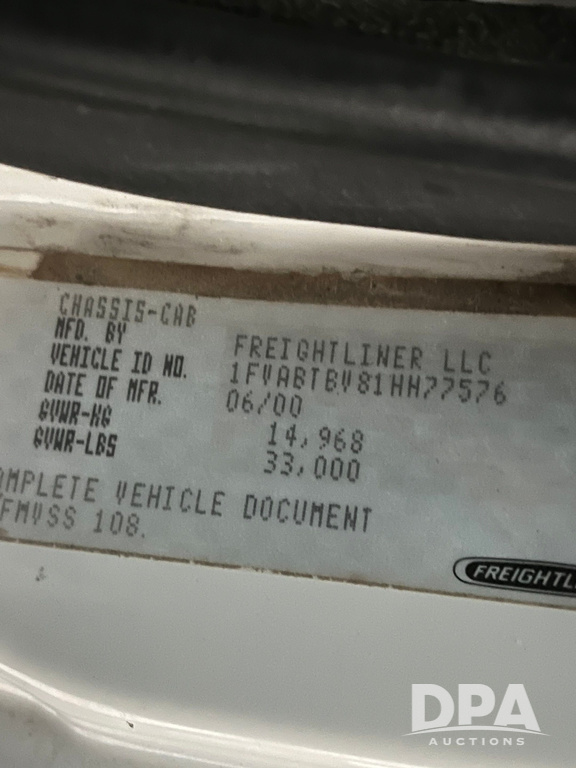 CHASSIS-CAB
MFD. BY FREIGHTLINER LLC
VEHICLE ID NO. 1FVABTBV81HH77576
DATE OF MFR. 06/00
GVWR-KG 14,968
GVWR-LBS 33,000
OMPLETE VEHICLE DOCUMENT
FMVSS 108.
FREIGHTL
DPA
AUCTIONS